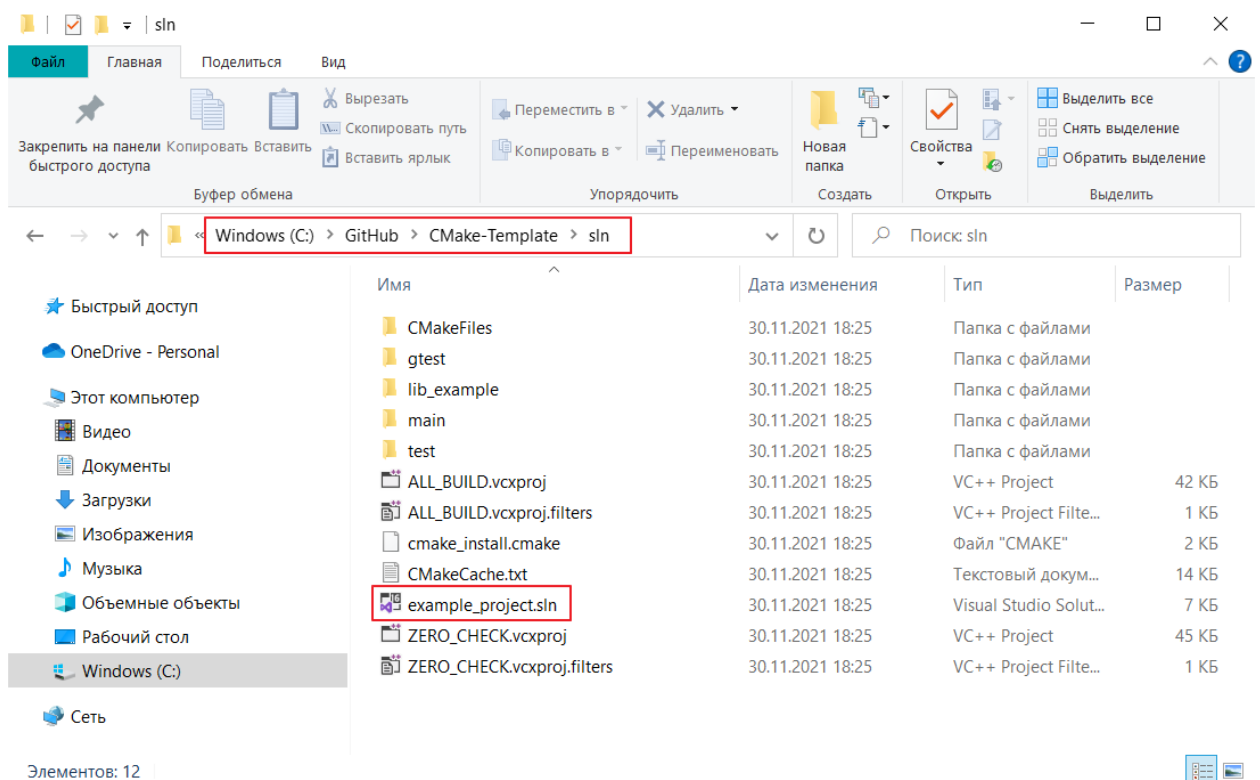 sln
Файл Главная Поделиться Вид
Закрепить на панели быстрого доступа
Копировать
Вставить
Вырезать
Скопировать путь
Вставить ярлык
Буфер обмена
Переместить в
Копировать в
Удалить
Переименовать
Упорядочить
Новая папка
Создать
Свойства
Открыть
Выделить все
Снять выделение
Обратить выделение
Выделить
« Windows (C:) > GitHub > CMake-Template > sln
Поиск: sln
Быстрый доступ
OneDrive - Personal
Этот компьютер
Видео
Документы
Загрузки
Изображения
Музыка
Объемные объекты
Рабочий стол
Windows (C:)
Сеть
Имя Дата изменения Тип Размер
CMakeFiles 30.11.2021 18:25 Папка с файлами
gtest 30.11.2021 18:25 Папка с файлами
lib_example 30.11.2021 18:25 Папка с файлами
main 30.11.2021 18:25 Папка с файлами
test 30.11.2021 18:25 Папка с файлами
ALL_BUILD.vcxproj 30.11.2021 18:25 VC++ Project 42 КБ
ALL_BUILD.vcxproj.filters 30.11.2021 18:25 VC++ Project Filte... 1 КБ
cmake_install.cmake 30.11.2021 18:25 Файл "CMAKE" 2 КБ
CMakeCache.txt 30.11.2021 18:25 Текстовый докум... 14 КБ
example_project.sln 30.11.2021 18:25 Visual Studio Solut... 7 КБ
ZERO_CHECK.vcxproj 30.11.2021 18:25 VC++ Project 45 КБ
ZERO_CHECK.vcxproj.filters 30.11.2021 18:25 VC++ Project Filte... 1 КБ
Элементов: 12